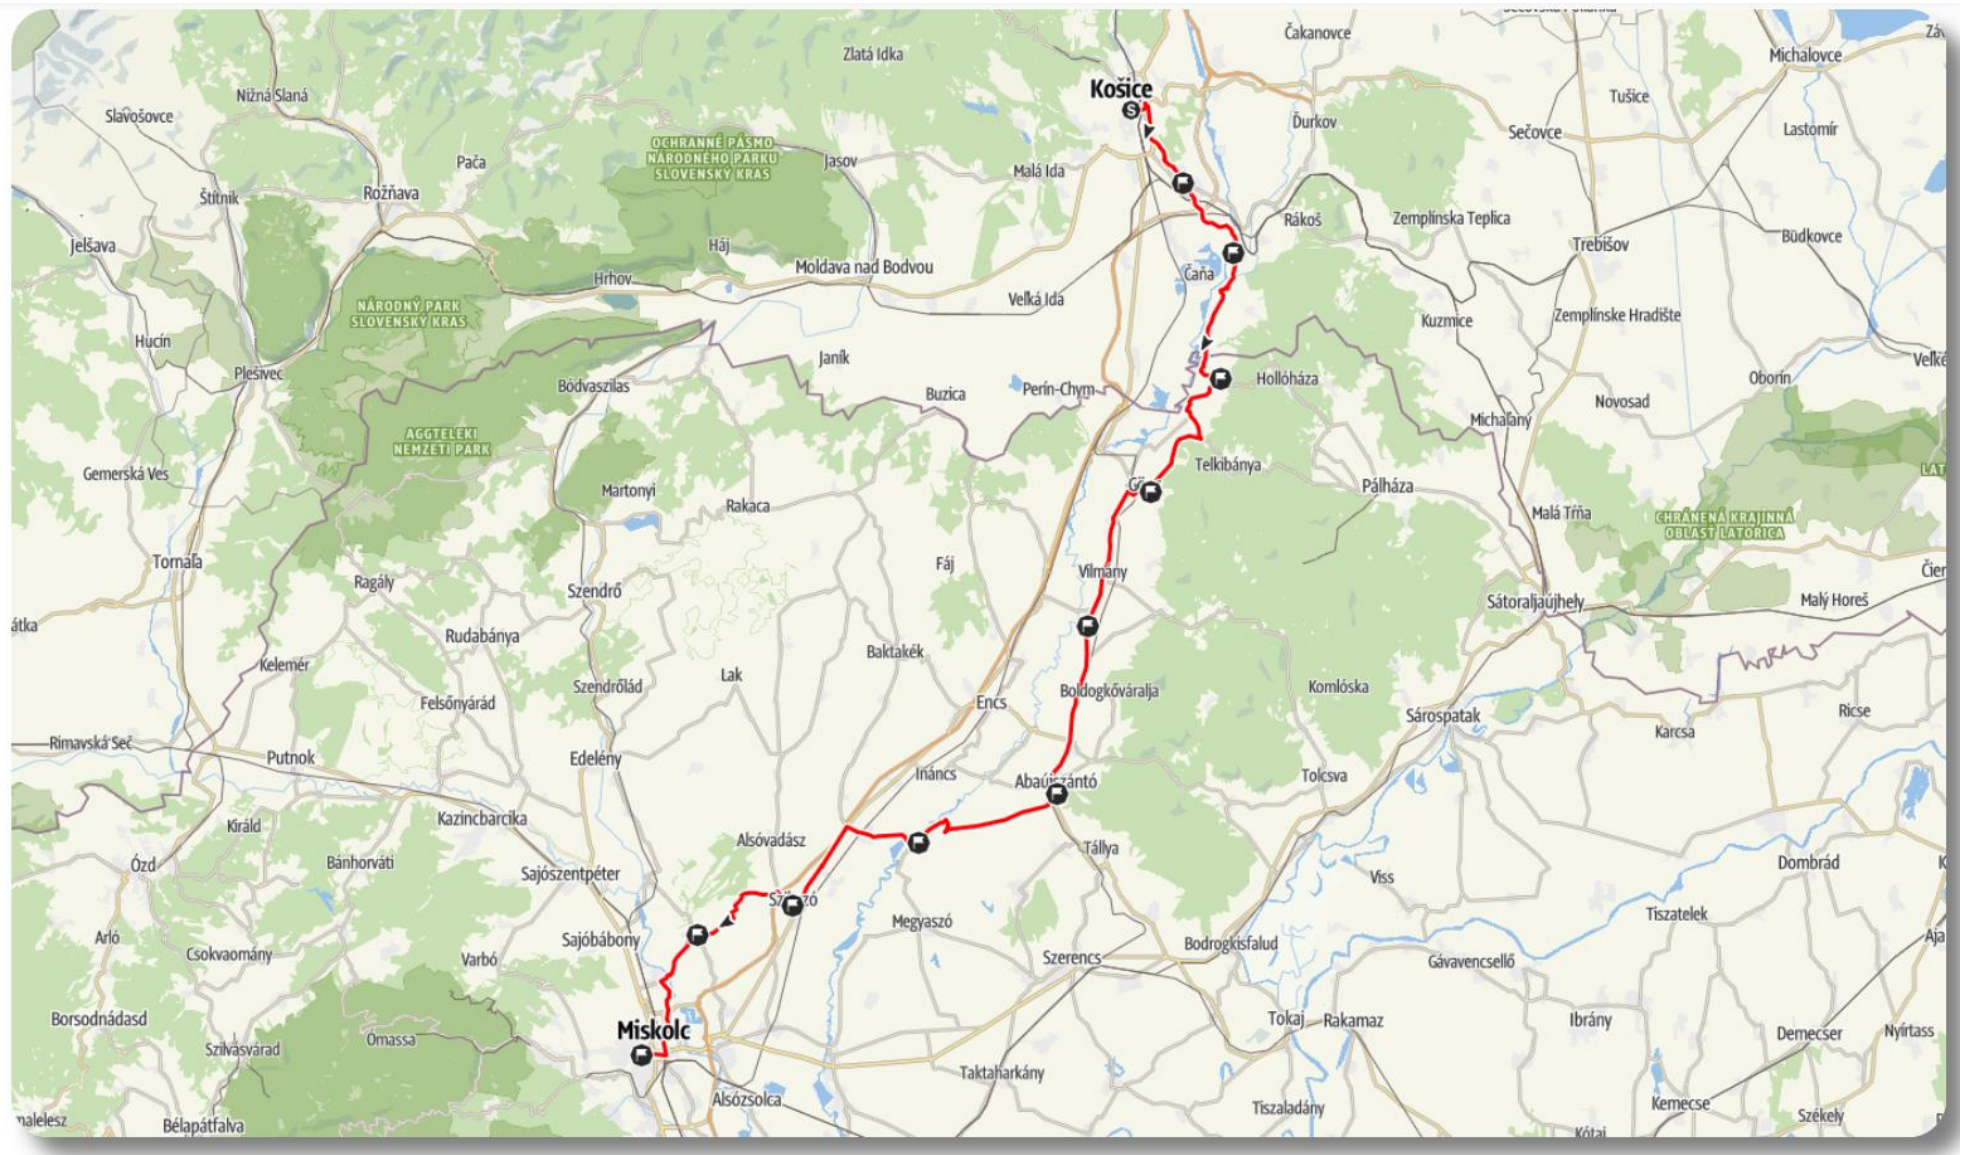 Čakanovce
Zlatá Idka
Michalovce
Košice
S
Nižná Slaná
Tušice
Slavošovce
Ďurkov
Sečovce
Lastomír
OCHRANNÉ PÁSMO
NÁRODNÉHO PARKU
SLOVENSKÝ KRAS
Pača
Jasov
Malá Ida
Štítnik
Rožňava
Rákoš
Zemplínska Teplica
Jelšava
Háj
Trebišov
Budkovce
Moldava nad Bodvou
Hrhov
Čaňa
Veľká Ida
NÁRODNÝ PARK
SLOVENSKÝ KRAS
Kuzmice
Zemplínske Hradište
Hucín
Janík
Plešivec
Bódvaszilas
Buzica
Perín-Chym
Hollóháza
Oborín
Novosad
Michaľany
AGGTELEKI
NEMZETI PARK
Telkibánya
Gemerská Ves
Martonyi
Rakaca
Pálháza
Malá Tŕňa
CHRÁNENÁ KRAJINNÁ
OBLASŤ LATORICA
LAT
Tornaľa
Fáj
Vilmány
Ragály
Szendrő
Čier
Sátoraljaújhely
Malý Horeš
átka
Rudabánya
Kelemér
Baktakék
Lak
Szendrőlád
Boldogkőváralja
Komlóska
Felsőnyárád
Encs
Sárospatak
Ricse
Karcsa
Rimavská Seč
Putnok
Edelény
Ináncs
Abaújszántó
Tolcsva
Kazincbarcika
Királd
Alsóvadász
Tállya
Ózd
Bánhorváti
Sajószentpéter
Viss
Dombrád
Megyaszó
Tiszatelek
Arló
Sajóbábony
Bodrogkisfalud
Aja
Csokvaomány
Varbó
Szerencs
Gávavencsellő
Borsodnádasd
Miskolc
Tokaj
Rakamaz
Ibrány
Demecser
Nyírtass
Ómassa
Szilvásvárad
Taktaharkány
Alsózsolca
Tiszaladány
Kemecse
Székely
Bélapátfalva